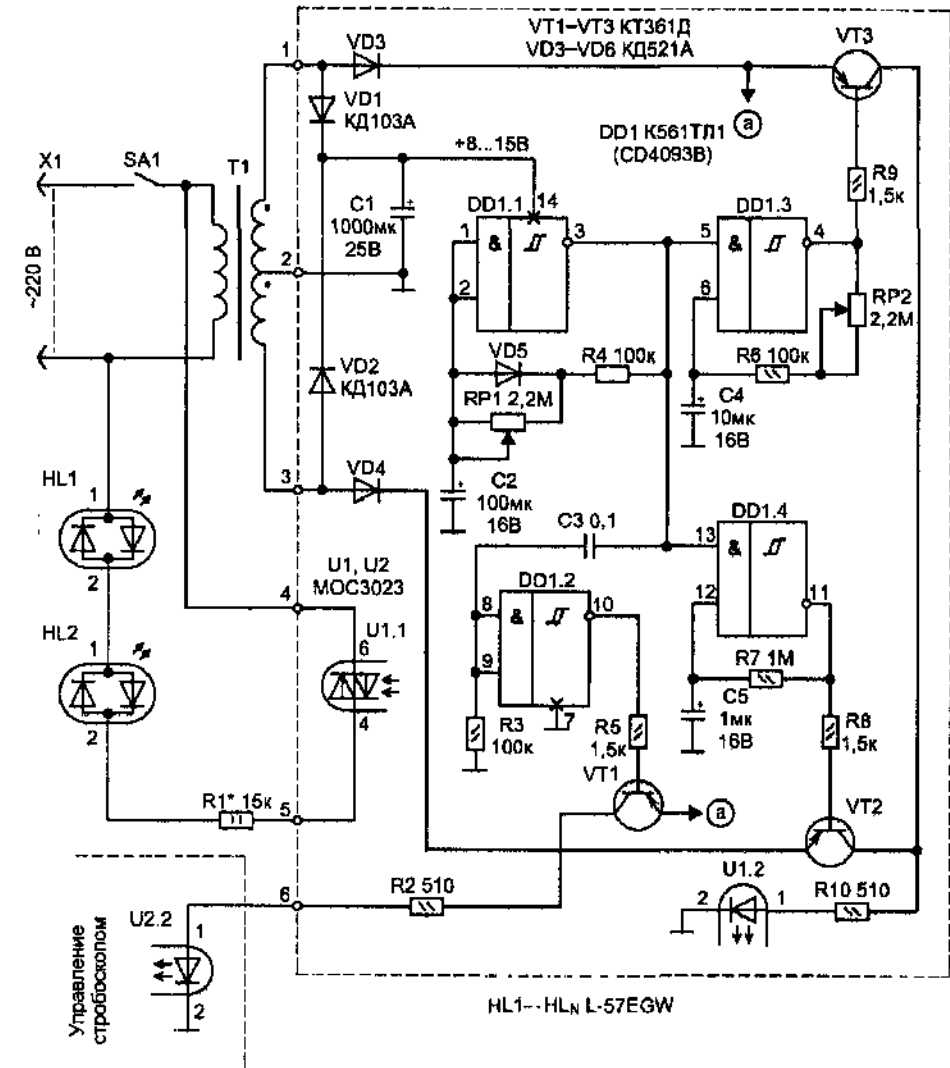 VT1–VT3 КТ361Д
VD3–VD6 КД521А
VT3
1
VD3
VD1
КД103А
DD1 К561ТЛ1
(CD4093B)
а
+8...15В
X1
SA1
T1
C1
1000мк
25В
+
14
DD1.1
1
&
3
2
DD1.3
5
&
4
6
R9
1,5к
~220 В
2
VD2
КД103А
VD5
R4 100к
RP1 2,2М
R6 100к
RP2
2,2М
C4
10мк
16В
+
3
VD4
C2
100мк
16В
+
HL1
1
2
C3 0,1
DD1.4
13
&
12
11
U1, U2
MOC3023
4
U1.1
6
4
DD1.2
8
&
10
9
7
HL2
1
2
R7 1М
C5
1мк
16В
+
R3
100к
R5
1,5к
R8
1,5к
VT1
а
VT2
R1* 15к
5
6
R2 510
U1.2
2
1
R10 510
Управление
стробоскопом
U2.2
1
2
HL1--HLN L-57EGW